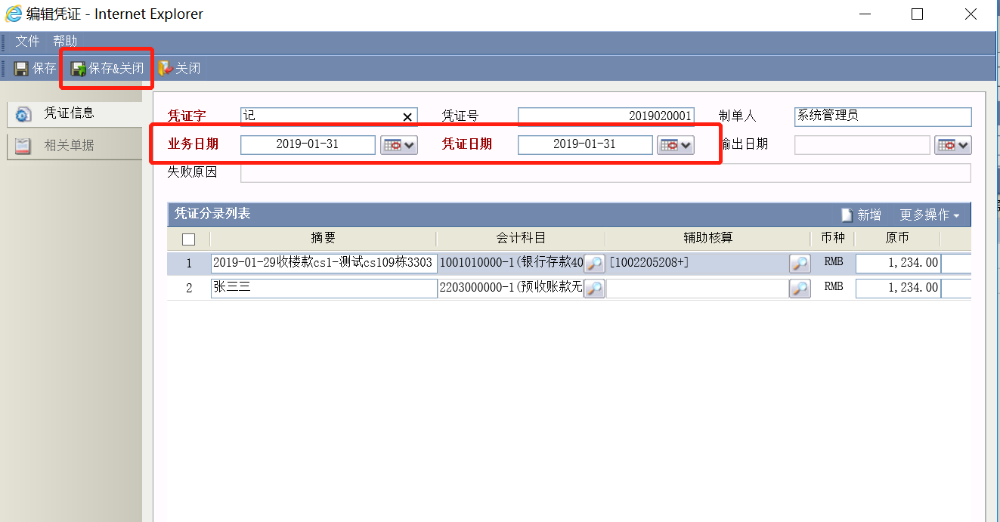 编辑凭证 - Internet Explorer
文件 帮助
保存 保存&关闭 关闭
凭证信息
相关单据
凭证字 记 凭证号 2019020001 制单人 系统管理员
业务日期 2019-01-31 凭证日期 2019-01-31 输出日期
失败原因
凭证分录列表 新增 更多操作
摘要 会计科目 辅助核算 币种 原币
1 2019-01-29收楼款cs1-测试cs109栋3303 1001010000-1(银行存款40 [1002205208+] RMB 1,234.00
2 张三三 2203000000-1(预收账款无 RMB 1,234.00